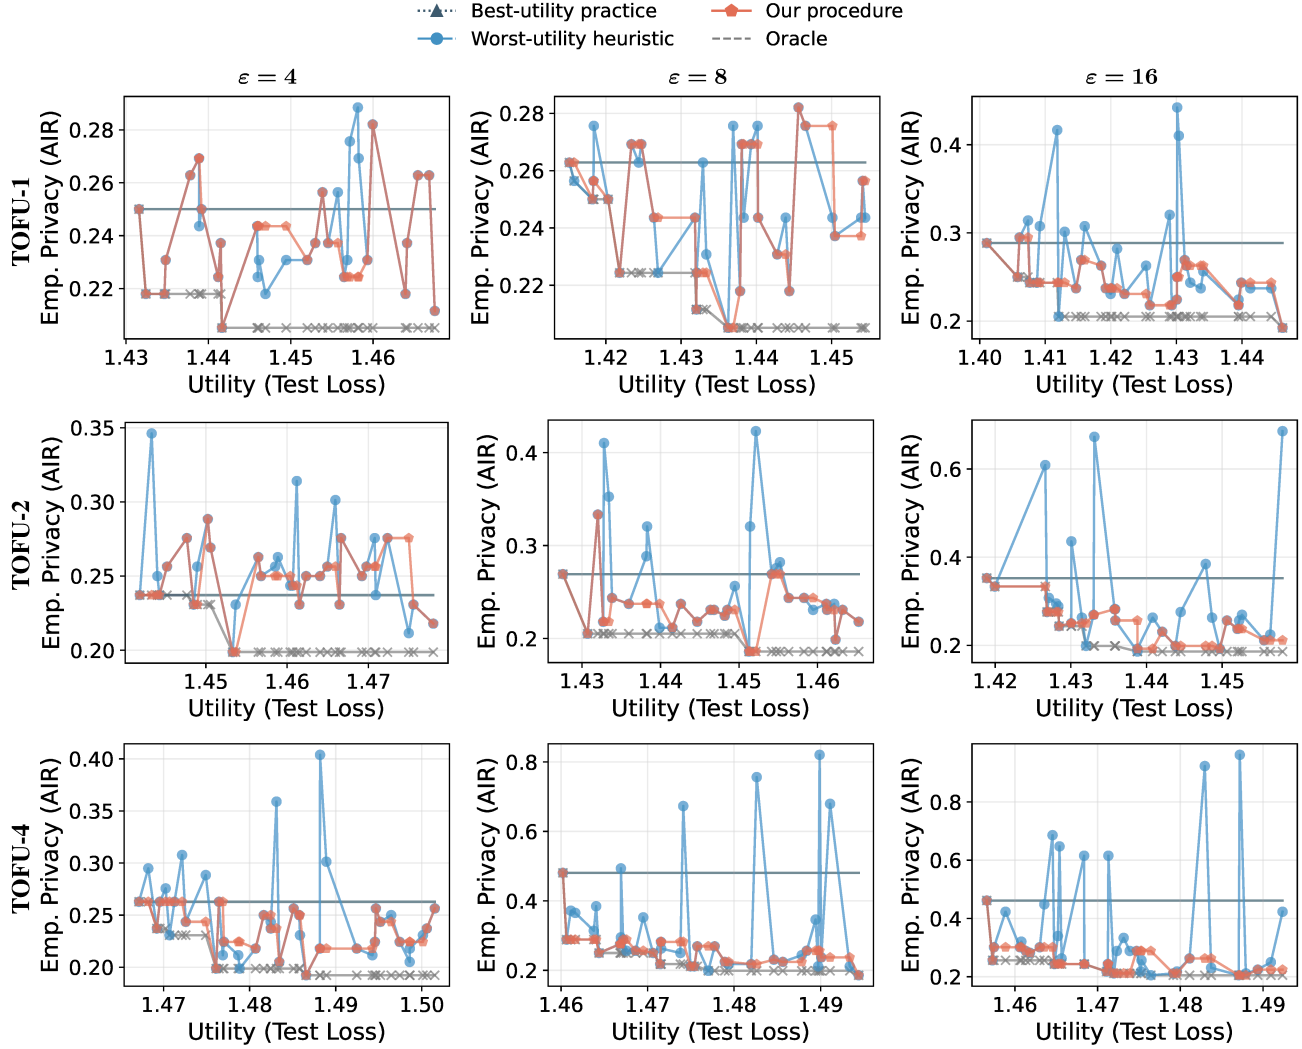 Best-utility practice
Our procedure
Worst-utility heuristic
Oracle
ε = 4
ε = 8
ε = 16
TOFU-1
Emp. Privacy (AIR)
0.28
0.26
0.24
0.22
1.43 1.44 1.45 1.46
Utility (Test Loss)
Emp. Privacy (AIR)
0.28
0.26
0.24
0.22
1.42 1.43 1.44 1.45
Utility (Test Loss)
Emp. Privacy (AIR)
0.4
0.3
0.2
1.40 1.41 1.42 1.43 1.44
Utility (Test Loss)
TOFU-2
Emp. Privacy (AIR)
0.35
0.30
0.25
0.20
1.45 1.46 1.47
Utility (Test Loss)
Emp. Privacy (AIR)
0.4
0.3
0.2
1.43 1.44 1.45 1.46
Utility (Test Loss)
Emp. Privacy (AIR)
0.6
0.4
0.2
1.42 1.43 1.44 1.45
Utility (Test Loss)
TOFU-4
Emp. Privacy (AIR)
0.40
0.35
0.30
0.25
0.20
1.47 1.48 1.49 1.50
Utility (Test Loss)
Emp. Privacy (AIR)
0.8
0.6
0.4
0.2
1.46 1.47 1.48 1.49
Utility (Test Loss)
Emp. Privacy (AIR)
0.8
0.6
0.4
0.2
1.46 1.47 1.48 1.49
Utility (Test Loss)